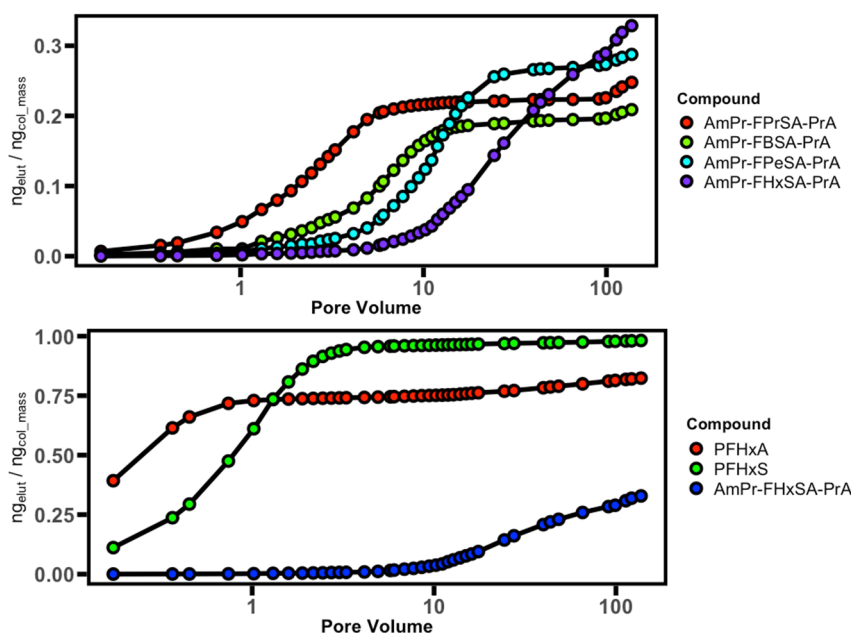 ng_elut / ng_col_mass
0.3
0.2
0.1
0.0
1 10 100
Pore Volume
Compound
AmPr-FPrSA-PrA
AmPr-FBSA-PrA
AmPr-FPeSA-PrA
AmPr-FHxSA-PrA
ng_elut / ng_col_mass
1.00
0.75
0.50
0.25
0.00
1 10 100
Pore Volume
Compound
PFHxA
PFHxS
AmPr-FHxSA-PrA